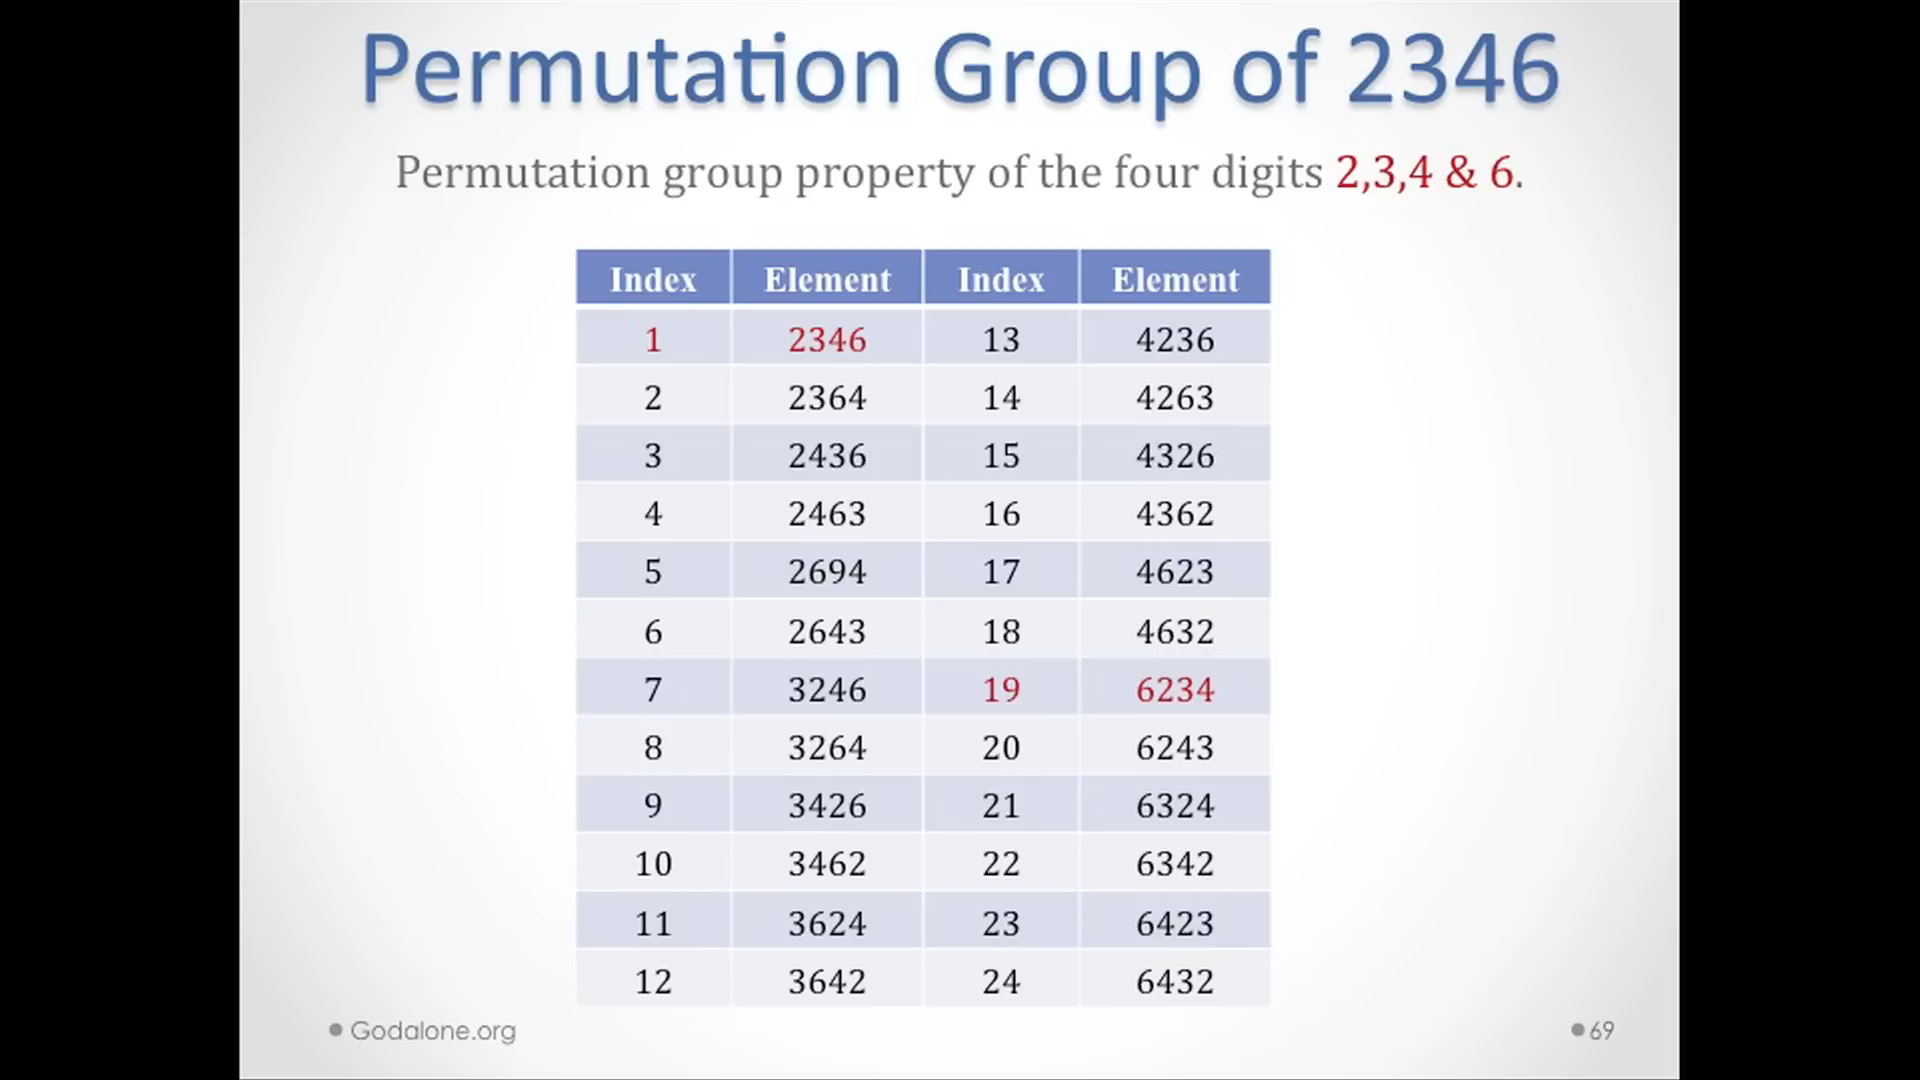 Permutation Group of 2346
Permutation group property of the four digits 2,3,4 & 6.
Index Element Index Element
1 2346 13 4236
2 2364 14 4263
3 2436 15 4326
4 2463 16 4362
5 2694 17 4623
6 2643 18 4632
7 3246 19 6234
8 3264 20 6243
9 3426 21 6324
10 3462 22 6342
11 3624 23 6423
12 3642 24 6432
Godalone.org
69